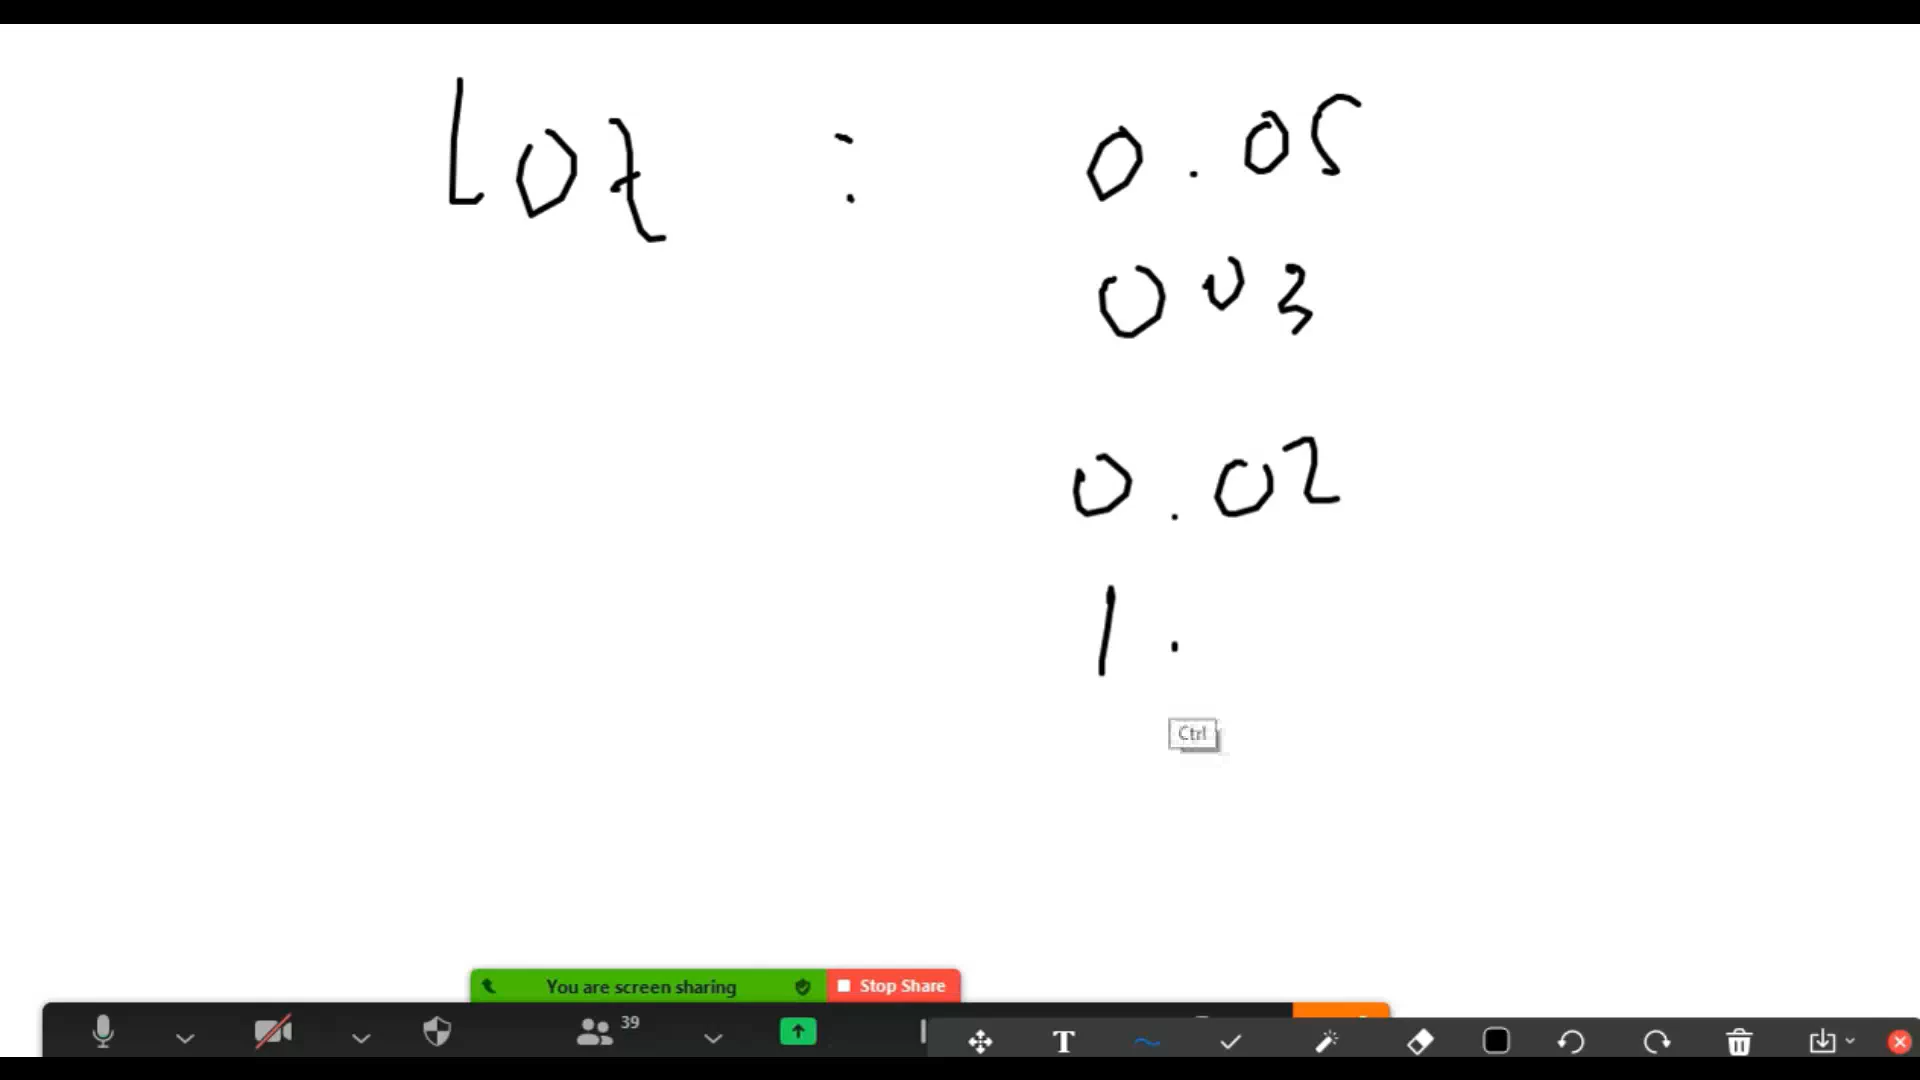 Lot : 0.05
0.03
0.02
1.
Ctrl
You are screen sharing Stop Share
39
T